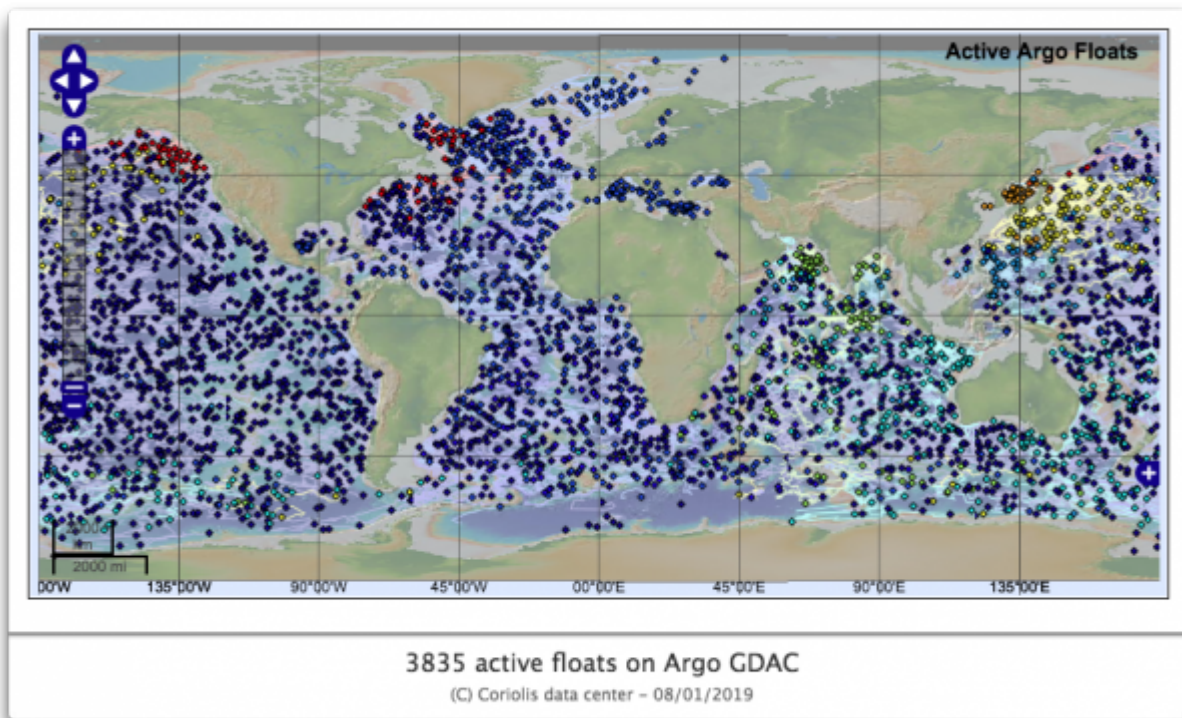 Active Argo Floats
2000 mi
00'W 135°00'W 90°00'W 45°00'W 00°00'E 45°00'E 90°00'E 135°00'E
3835 active floats on Argo GDAC
(C) Coriolis data center – 08/01/2019